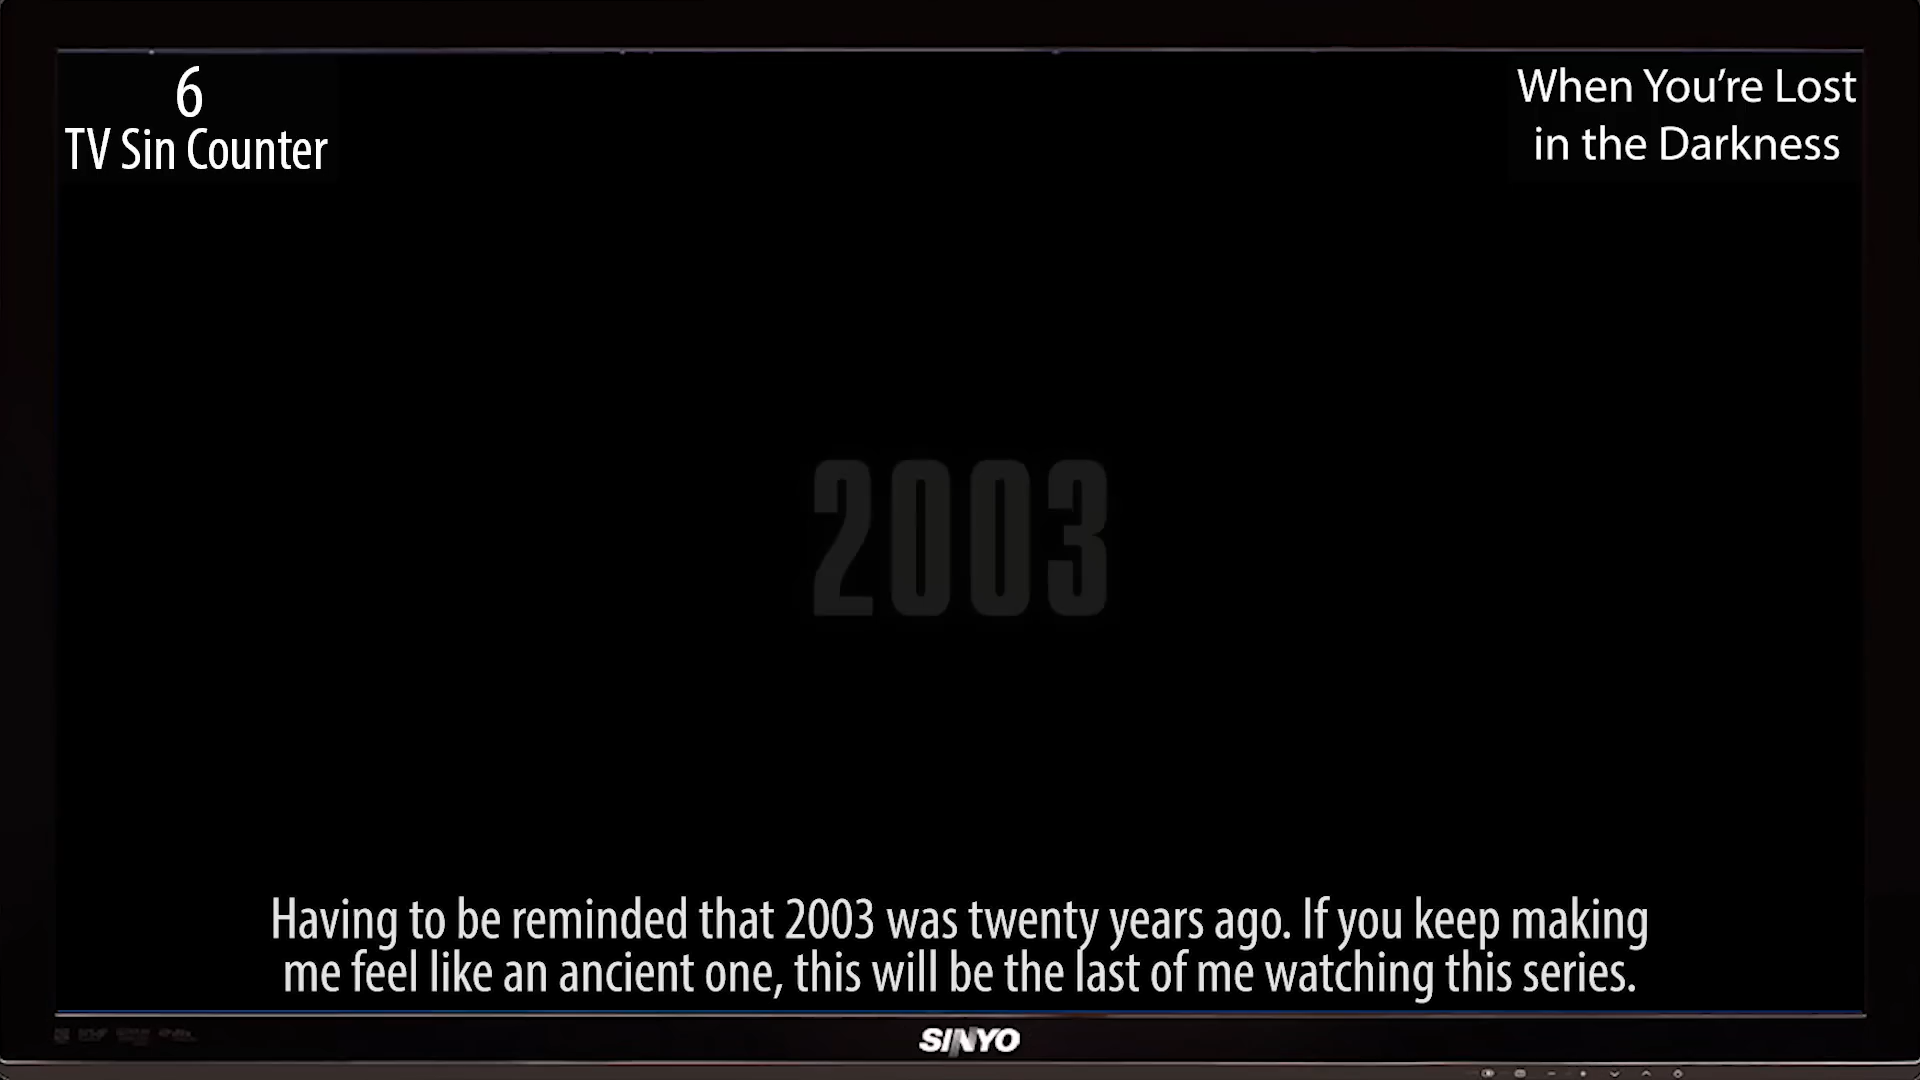 6
TV Sin Counter
When You’re Lost
in the Darkness
2003
Having to be reminded that 2003 was twenty years ago. If you keep making
me feel like an ancient one, this will be the last of me watching this series.
SINYO